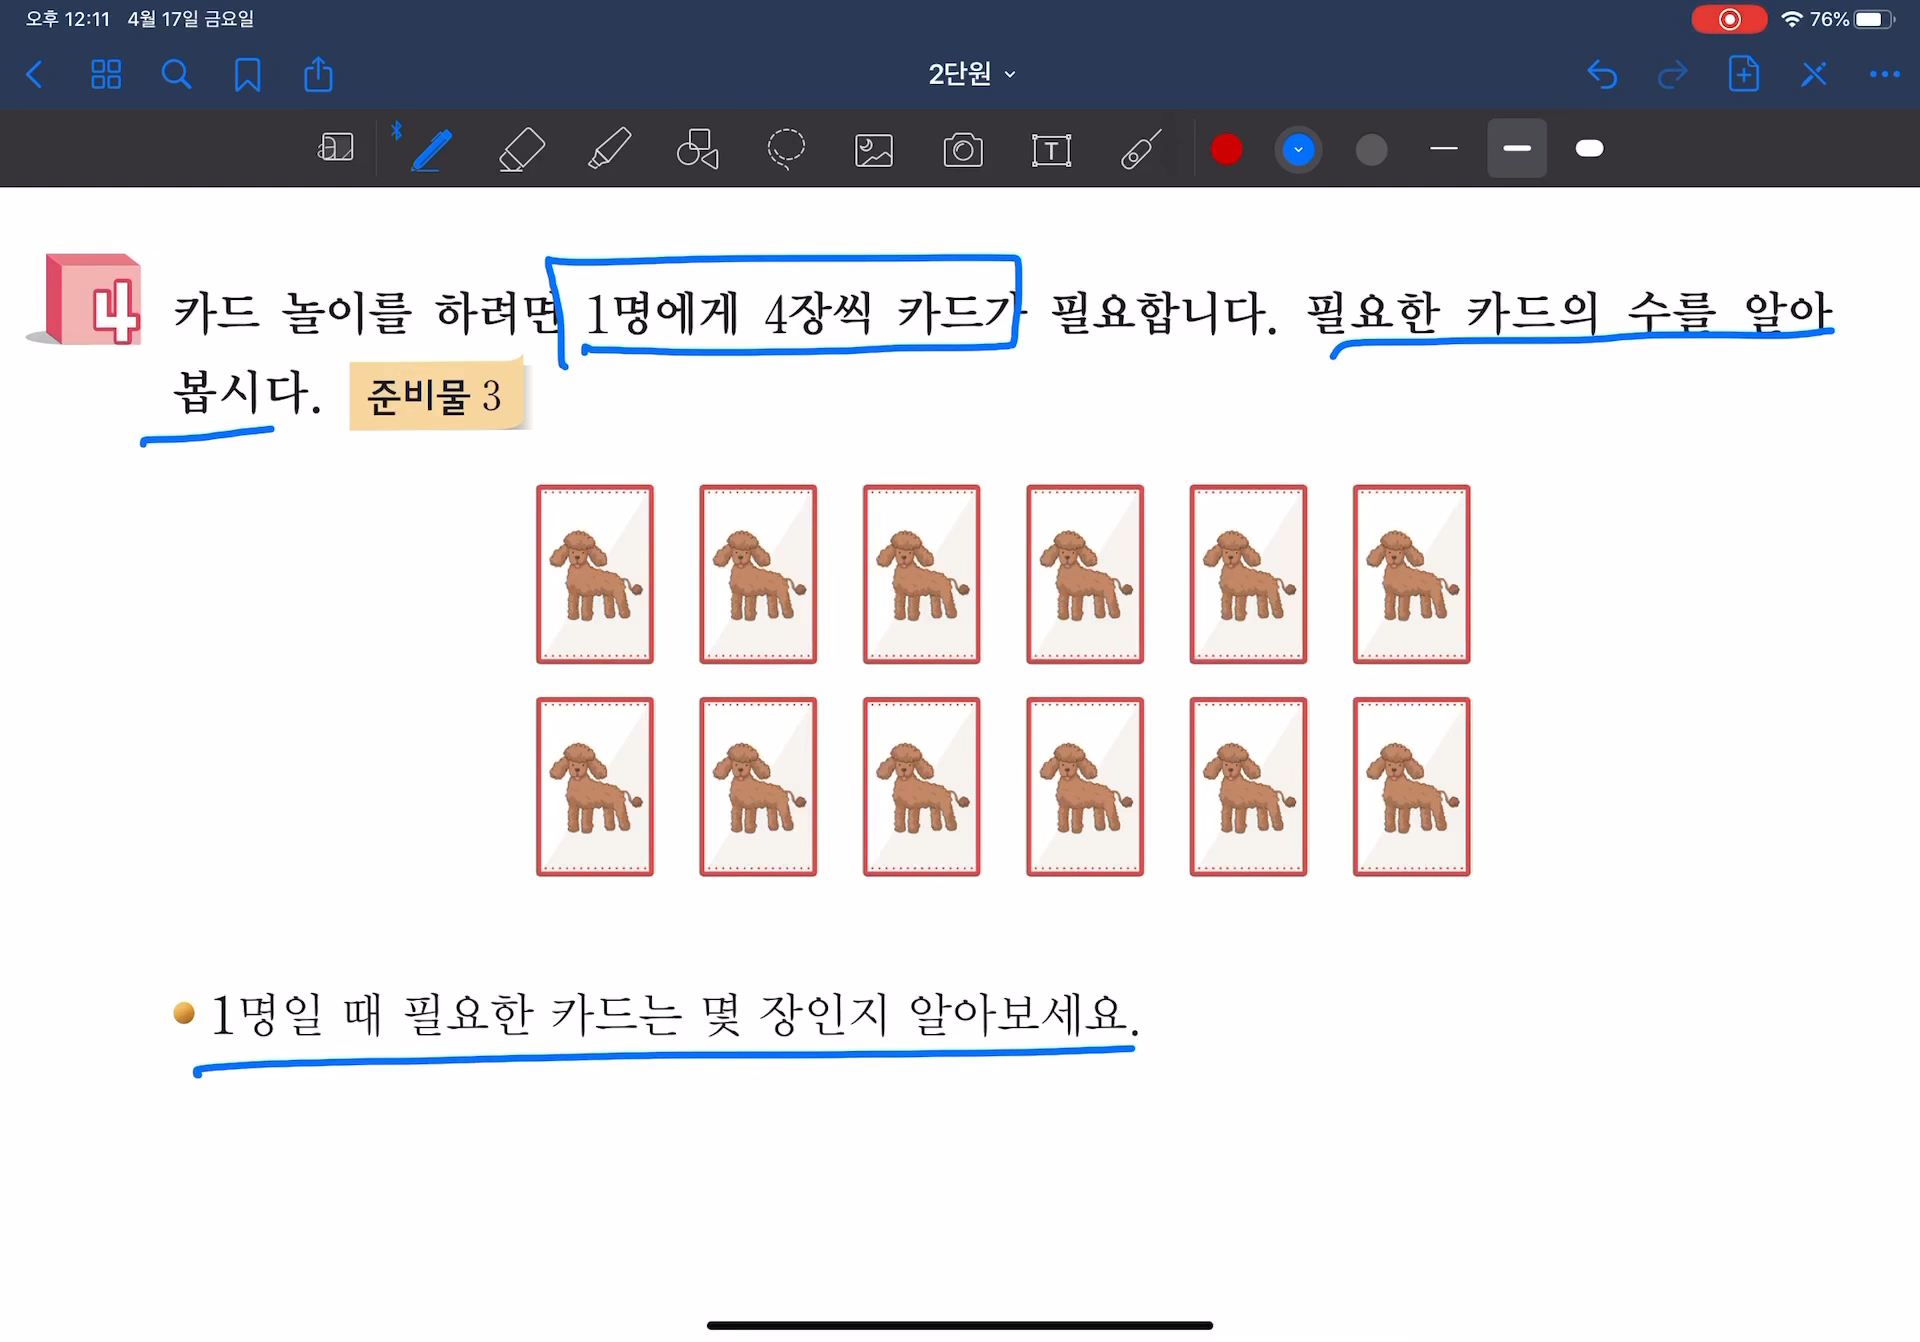 오후 12:11 4월 17일 금요일
76%
2단원
4
카드 놀이를 하려면 1명에게 4장씩 카드가 필요합니다. 필요한 카드의 수를 알아
봅시다. 준비물 3
1명일 때 필요한 카드는 몇 장인지 알아보세요.